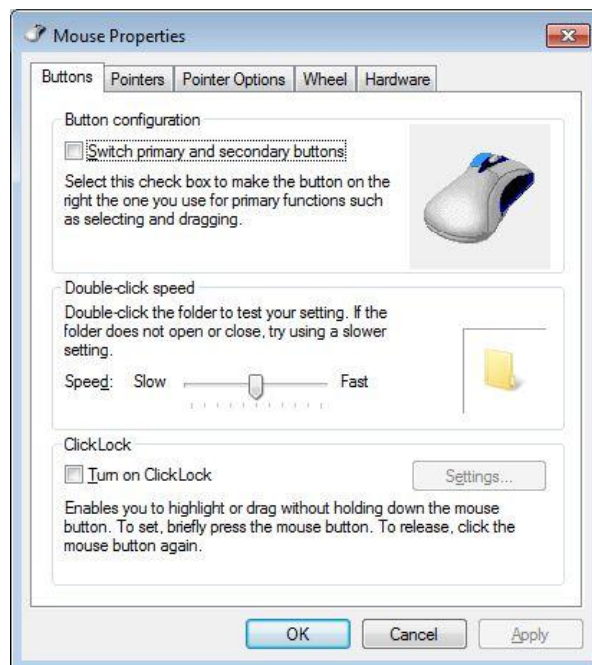 Mouse Properties
Buttons Pointers Pointer Options Wheel Hardware
Button configuration
Switch primary and secondary buttons
Select this check box to make the button on the
right the one you use for primary functions such
as selecting and dragging.
Double-click speed
Double-click the folder to test your setting. If the
folder does not open or close, try using a slower
setting.
Speed: Slow Fast
ClickLock
Turn on ClickLock
Settings...
Enables you to highlight or drag without holding down the mouse
button. To set, briefly press the mouse button. To release, click the
mouse button again.
OK Cancel Apply